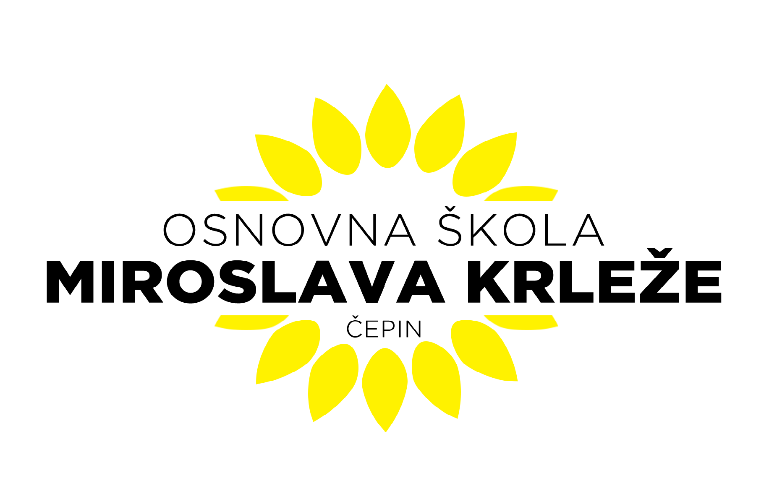 OSNOVNA ŠKOLA
MIROSLAVA KRLEŽE
ČEPIN